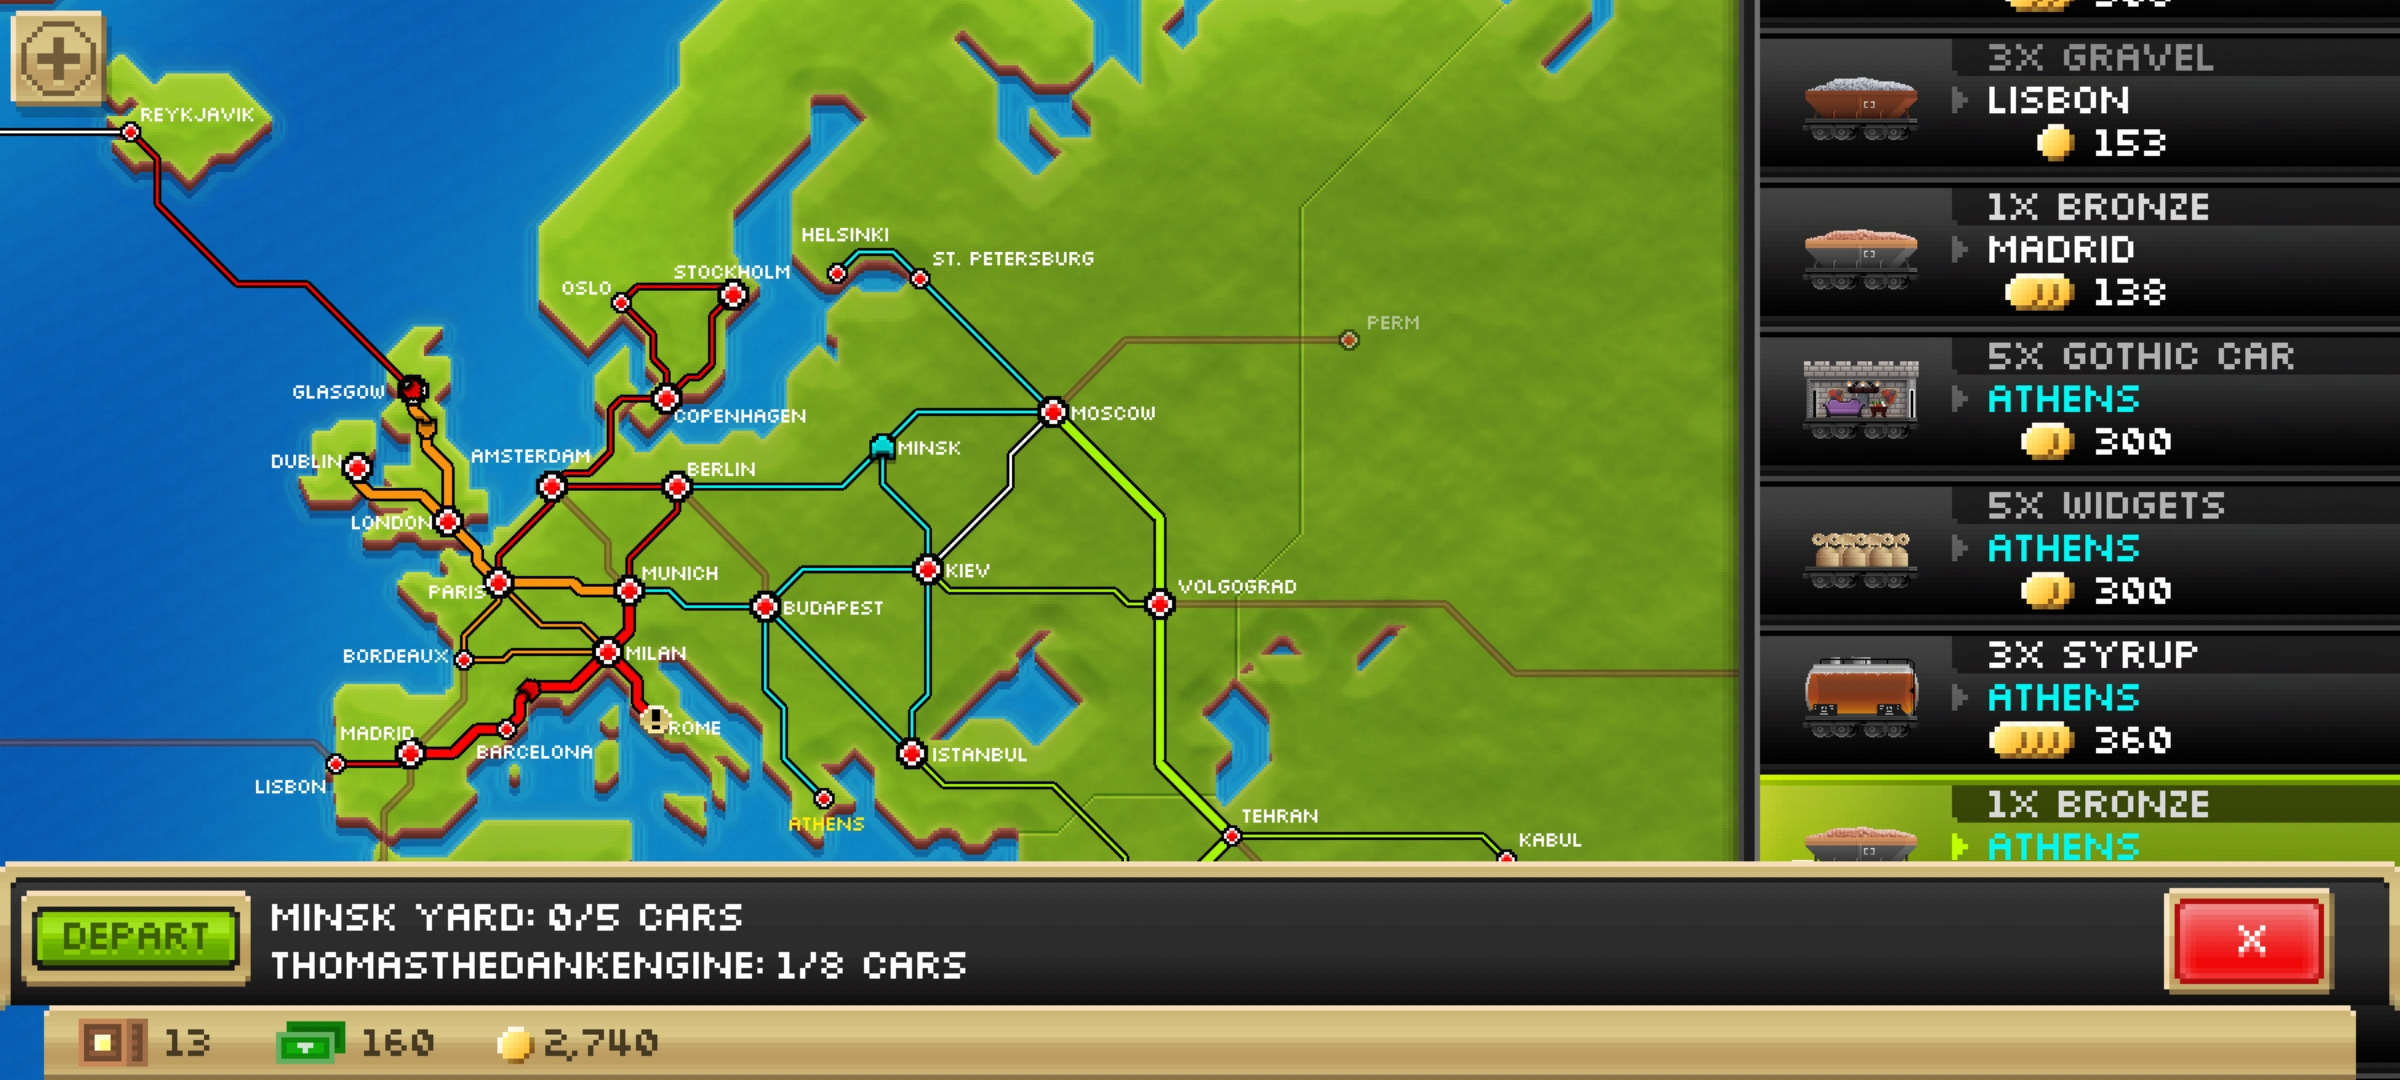 REYKJAVIK
HELSINKI
ST. PETERSBURG
STOCKHOLM
OSLO
PERM
GLASGOW
COPENHAGEN
MOSCOW
MINSK
AMSTERDAM
DUBLIN
BERLIN
LONDON
MUNICH
KIEV
VOLGOGRAD
PARIS
BUDAPEST
BORDEAUX
MILAN
ROME
MADRID
BARCELONA
ISTANBUL
LISBON
ATHENS
TEHRAN
KABUL
300
3X GRAVEL
LISBON
153
1X BRONZE
MADRID
138
5X GOTHIC CAR
ATHENS
300
5X WIDGETS
ATHENS
300
3X SYRUP
ATHENS
360
1X BRONZE
ATHENS
DEPART
MINSK YARD: 0/5 CARS
THOMASTHEDANKENGINE: 1/8 CARS
X
13
160
2,740